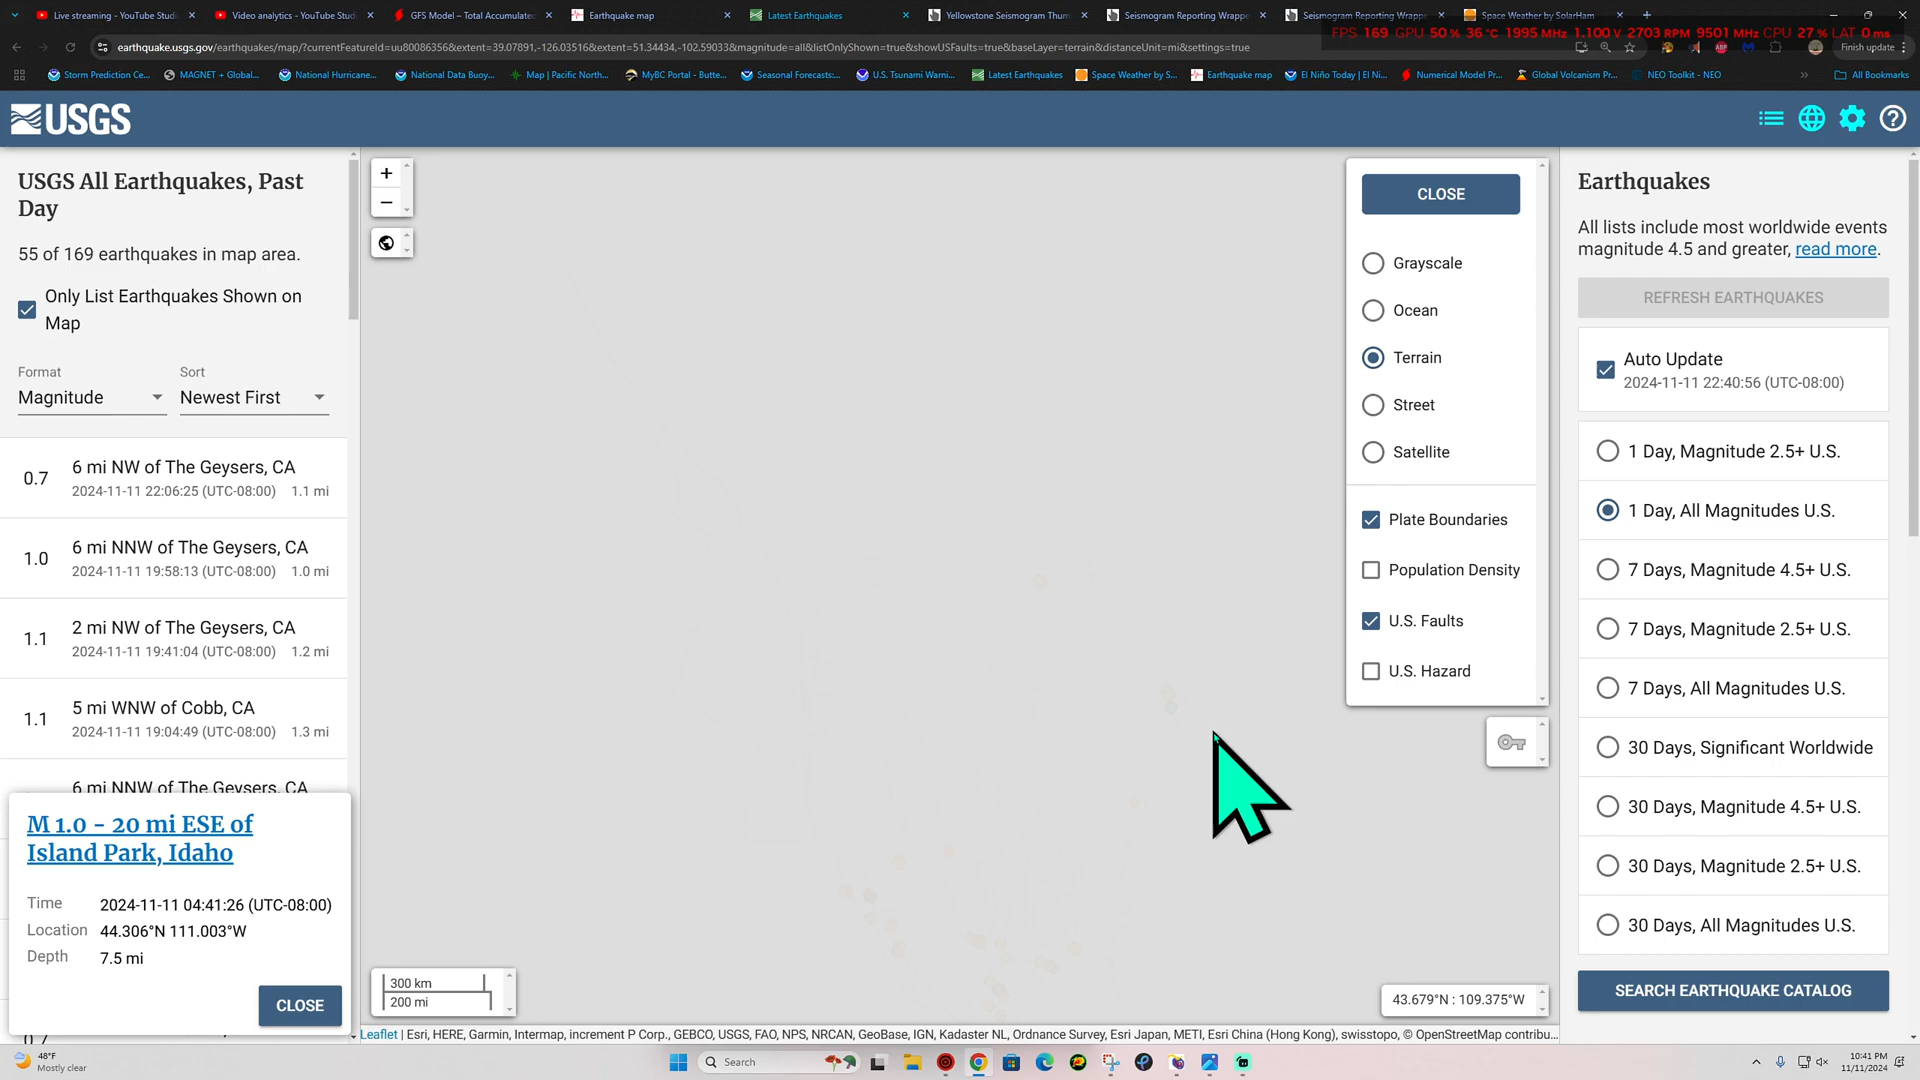 Live streaming - YouTube Studi
Video analytics - YouTube Studi
GFS Model – Total Accumulate
Earthquake map
Latest Earthquakes
Yellowstone Seismogram Thum
Seismogram Reporting Wrappe
Seismogram Reporting Wrappe
Space Weather by SolarHam
FPS 169 GPU 50 % 36 °C 1995 MHz 1.100 V 2703 RPM 9501 MHz CPU 27 % LAT 0 ms
earthquake.usgs.gov/earthquakes/map/?currentFeatureId=uu80086356&extent=39.07891,-126.03516&extent=51.34434,-102.59033&magnitude=all&listOnlyShown=true&showUSFaults=true&baseLayer=terrain&distanceUnit=mi&settings=true
Finish update
Storm Prediction Ce...
MAGNET + Global...
National Hurricane...
National Data Buoy...
Map | Pacific North...
MyBC Portal - Butte...
Seasonal Forecasts:...
U.S. Tsunami Warni...
Latest Earthquakes
Space Weather by S...
Earthquake map
El Niño Today | El Ni...
Numerical Model Pr...
Global Volcanism Pr...
NEO Toolkit - NEO
All Bookmarks
USGS
USGS All Earthquakes, Past
Day
55 of 169 earthquakes in map area.
Only List Earthquakes Shown on
Map
Format
Magnitude
Sort
Newest First
0.7
6 mi NW of The Geysers, CA
2024-11-11 22:06:25 (UTC-08:00) 1.1 mi
1.0
6 mi NNW of The Geysers, CA
2024-11-11 19:58:13 (UTC-08:00) 1.0 mi
1.1
2 mi NW of The Geysers, CA
2024-11-11 19:41:04 (UTC-08:00) 1.2 mi
1.1
5 mi WNW of Cobb, CA
2024-11-11 19:04:49 (UTC-08:00) 1.3 mi
6 mi NNW of The Geysers, CA
M 1.0 - 20 mi ESE of
Island Park, Idaho
Time 2024-11-11 04:41:26 (UTC-08:00)
Location 44.306°N 111.003°W
Depth 7.5 mi
CLOSE
0.7
+
−
300 km
200 mi
CLOSE
Grayscale
Ocean
Terrain
Street
Satellite
Plate Boundaries
Population Density
U.S. Faults
U.S. Hazard
43.679°N : 109.375°W
Leaflet | Esri, HERE, Garmin, Intermap, increment P Corp., GEBCO, USGS, FAO, NPS, NRCAN, GeoBase, IGN, Kadaster NL, Ordnance Survey, Esri Japan, METI, Esri China (Hong Kong), swisstopo, © OpenStreetMap contribu...
Earthquakes
All lists include most worldwide events
magnitude 4.5 and greater, read more.
REFRESH EARTHQUAKES
Auto Update
2024-11-11 22:40:56 (UTC-08:00)
1 Day, Magnitude 2.5+ U.S.
1 Day, All Magnitudes U.S.
7 Days, Magnitude 4.5+ U.S.
7 Days, Magnitude 2.5+ U.S.
7 Days, All Magnitudes U.S.
30 Days, Significant Worldwide
30 Days, Magnitude 4.5+ U.S.
30 Days, Magnitude 2.5+ U.S.
30 Days, All Magnitudes U.S.
SEARCH EARTHQUAKE CATALOG
48°F
Mostly clear
Search
10:41 PM
11/11/2024